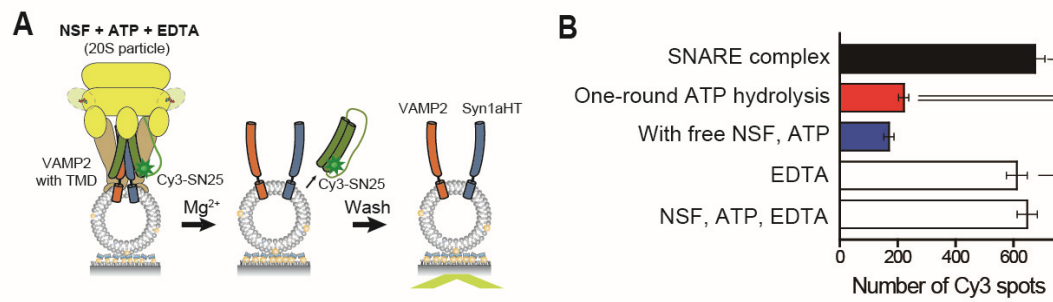 A
NSF + ATP + EDTA
(20S particle)
VAMP2
with TMD
Cy3-SN25
Mg²⁺
Cy3-SN25
Wash
VAMP2
Syn1aHT
B
SNARE complex
One-round ATP hydrolysis
With free NSF, ATP
EDTA
NSF, ATP, EDTA
0 200 400 600
Number of Cy3 spots